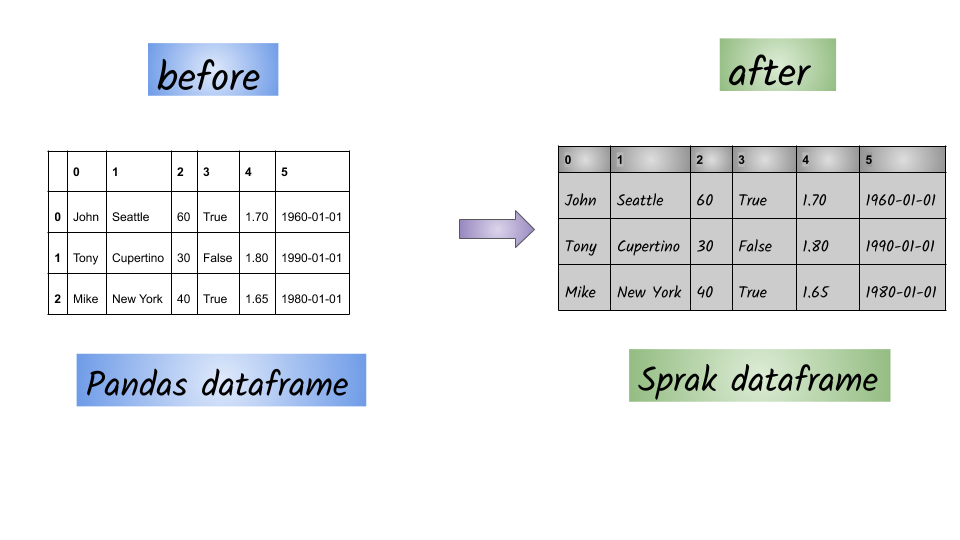 before
after
0 1 2 3 4 5
0 John Seattle 60 True 1.70 1960-01-01
1 Tony Cupertino 30 False 1.80 1990-01-01
2 Mike New York 40 True 1.65 1980-01-01
0 1 2 3 4 5
John Seattle 60 True 1.70 1960-01-01
Tony Cupertino 30 False 1.80 1990-01-01
Mike New York 40 True 1.65 1980-01-01
Pandas dataframe
Sprak dataframe